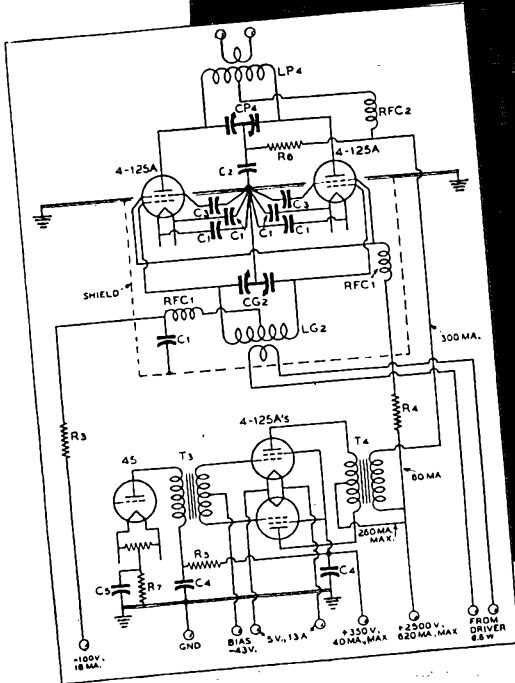 LP4
CP4
RFC2
R8
4-125A
4-125A
C2
C3
C3
C1
C1
C1
C1
SHIELD
RFC1
CG2
RFC1
C1
LG2
300 MA.
R3
4-125A'S
R4
45
T3
T4
60 MA
260 MA.
MAX.
R5
C5
R7
C4
C4
-100V.
18 MA.
GND
BIAS
-43V.
5V., 13 A
+350 V.
40 MA., MAX
+2500 V.
620 MA., MAX
FROM
DRIVER
6.6 W